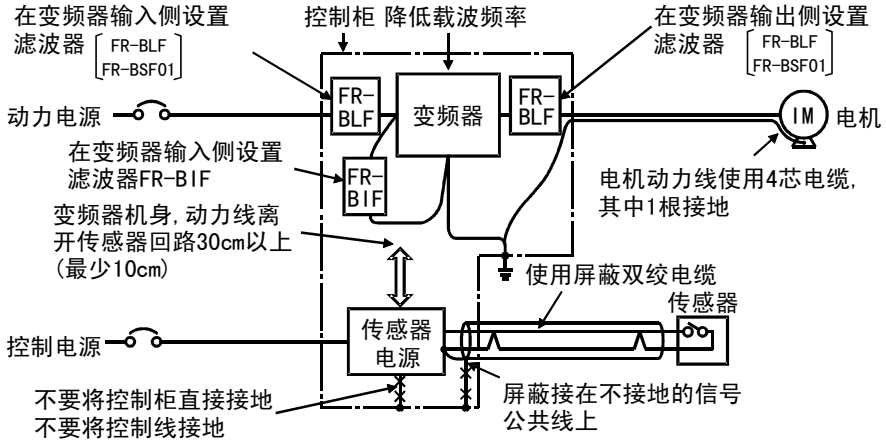 在变频器输入侧设置
滤波器
FR-BLF
FR-BSF01
控制柜
降低载波频率
在变频器输出侧设置
滤波器
FR-BLF
FR-BSF01
动力电源
FR-
BLF
变频器
FR-
BLF
IM
电机
在变频器输入侧设置
滤波器FR-BIF
FR-
BIF
电机动力线使用4芯电缆,
其中1根接地
变频器机身,动力线离
开传感器回路30cm以上
(最少10cm)
使用屏蔽双绞电缆
传感器
控制电源
传感器
电源
不要将控制柜直接接地
不要将控制线接地
屏蔽接在不接地的信号
公共线上